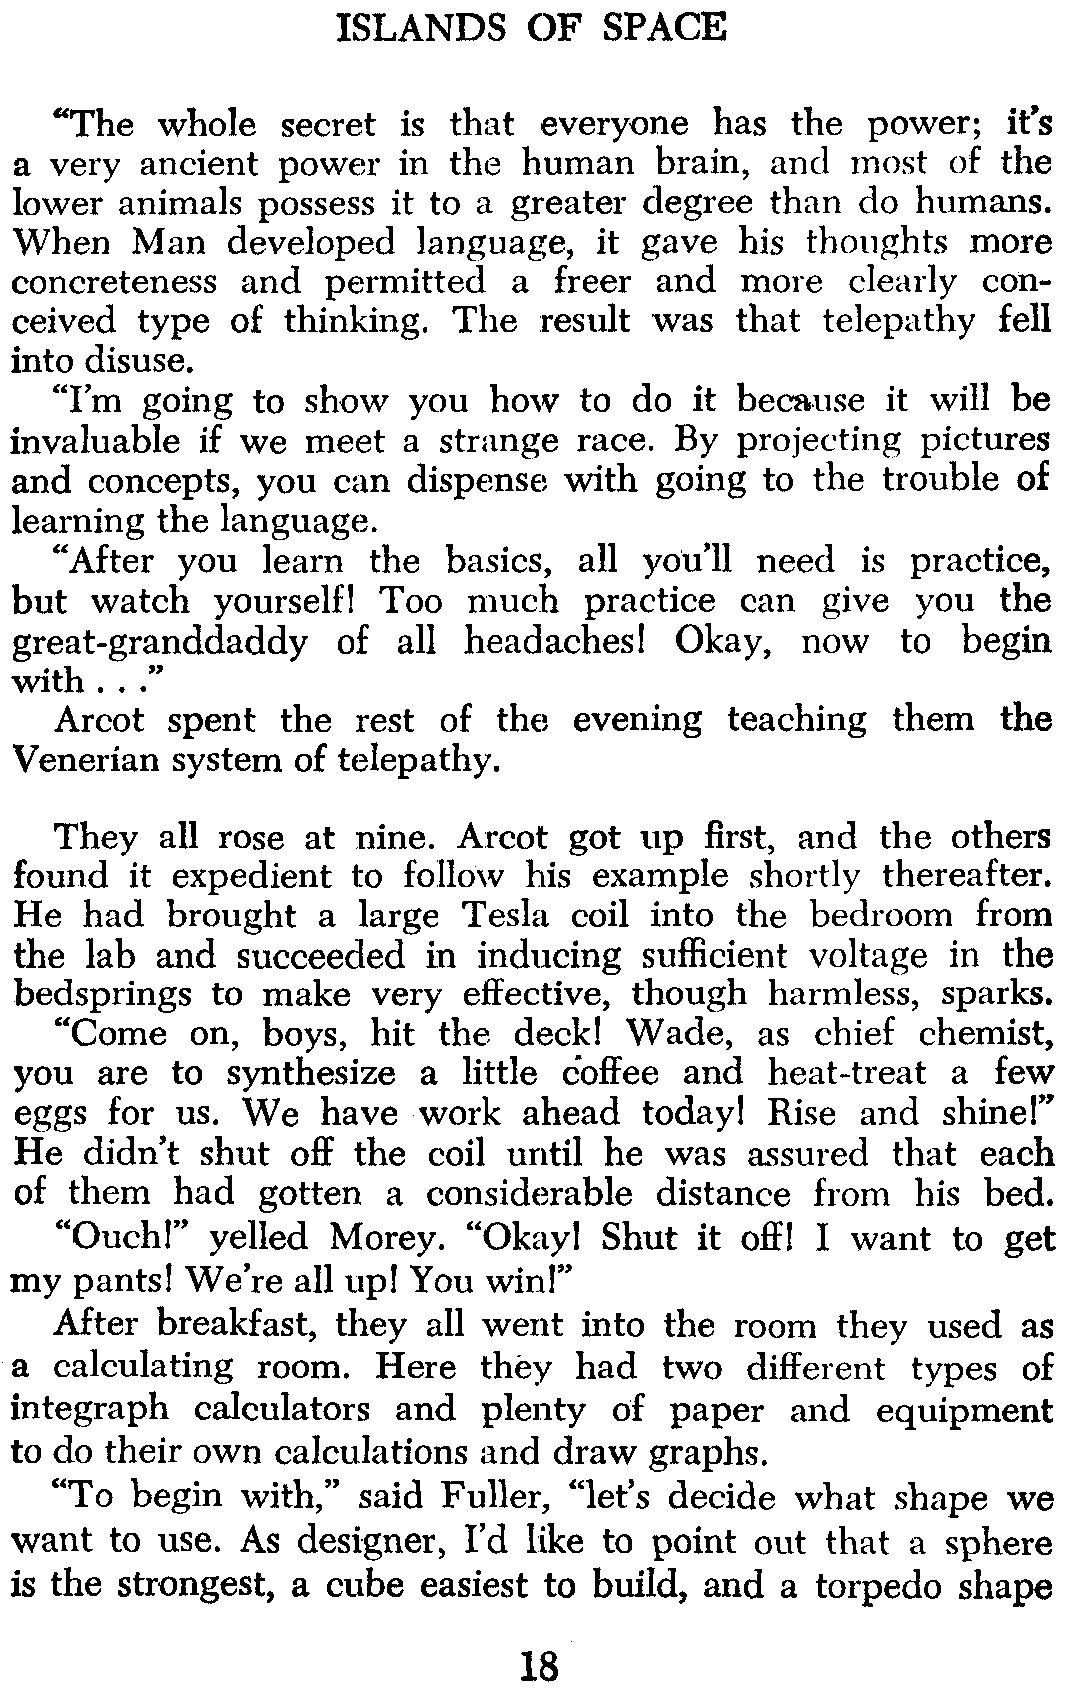 ISLANDS OF SPACE
“The whole secret is that everyone has the power; it’s
a very ancient power in the human brain, and most of the
lower animals possess it to a greater degree than do humans.
When Man developed language, it gave his thoughts more
concreteness and permitted a freer and more clearly con-
ceived type of thinking. The result was that telepathy fell
into disuse.
“I’m going to show you how to do it because it will be
invaluable if we meet a strange race. By projecting pictures
and concepts, you can dispense with going to the trouble of
learning the language.
“After you learn the basics, all you’ll need is practice,
but watch yourself! Too much practice can give you the
great-granddaddy of all headaches! Okay, now to begin
with . . .”
Arcot spent the rest of the evening teaching them the
Venerian system of telepathy.
They all rose at nine. Arcot got up first, and the others
found it expedient to follow his example shortly thereafter.
He had brought a large Tesla coil into the bedroom from
the lab and succeeded in inducing sufficient voltage in the
bedsprings to make very effective, though harmless, sparks.
“Come on, boys, hit the deck! Wade, as chief chemist,
you are to synthesize a little coffee and heat-treat a few
eggs for us. We have work ahead today! Rise and shine!”
He didn’t shut off the coil until he was assured that each
of them had gotten a considerable distance from his bed.
“Ouch!” yelled Morey. “Okay! Shut it off! I want to get
my pants! We’re all up! You win!”
After breakfast, they all went into the room they used as
a calculating room. Here they had two different types of
integraph calculators and plenty of paper and equipment
to do their own calculations and draw graphs.
“To begin with,” said Fuller, “let’s decide what shape we
want to use. As designer, I’d like to point out that a sphere
is the strongest, a cube easiest to build, and a torpedo shape
18